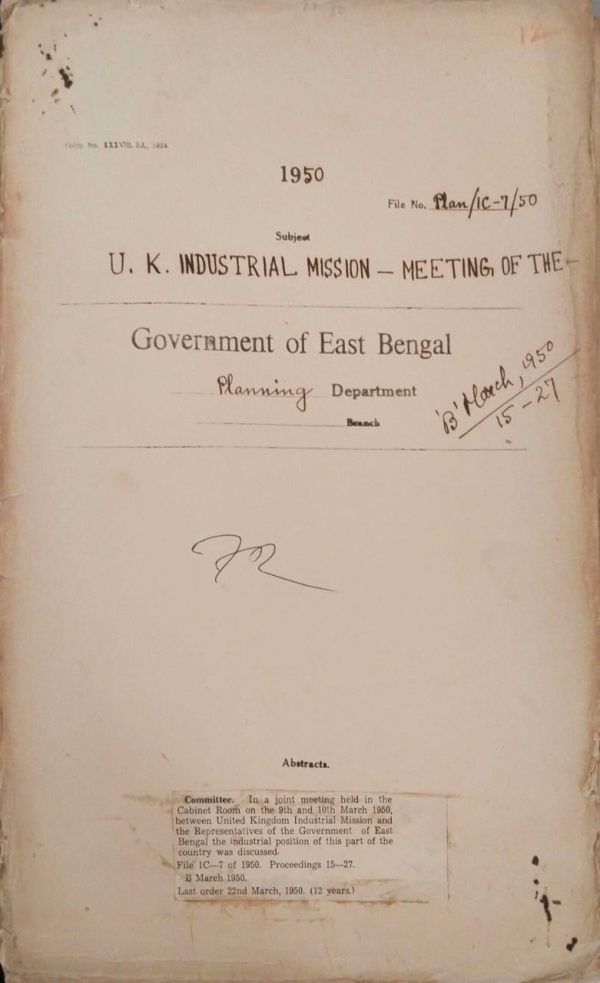 12
Form No. XXXVIII, S.L. 1924.
1950
File No. Plan/1C-7/50
Subject
U. K. INDUSTRIAL MISSION – MEETING OF THE –
Government of East Bengal
Planning Department
Branch
'B' March, 1950
15-27
Abstracts.
Committee. In a joint meeting held in the
Cabinet Room on the 9th and 10th March 1950,
between United Kingdom Industrial Mission and
the Representatives of the Government of East
Bengal the industrial position of this part of the
country was discussed.
File 1C—7 of 1950. Proceedings 15—27.
B March 1950.
Last order 22nd March, 1950. (12 years.)